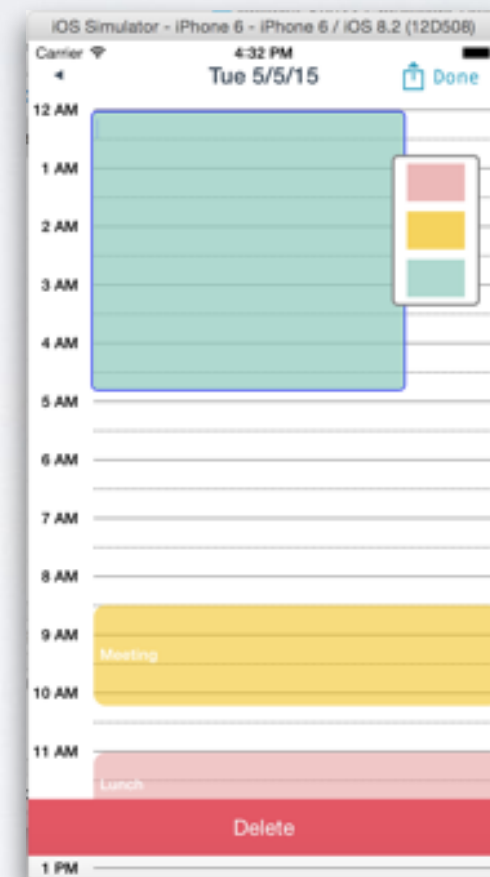 iOS Simulator - iPhone 6 - iPhone 6 / iOS 8.2 (12D508)
Carrier 4:32 PM
Tue 5/5/15 Done
12 AM
1 AM
2 AM
3 AM
4 AM
5 AM
6 AM
7 AM
8 AM
9 AM
Meeting
10 AM
11 AM
Lunch
Delete
1 PM